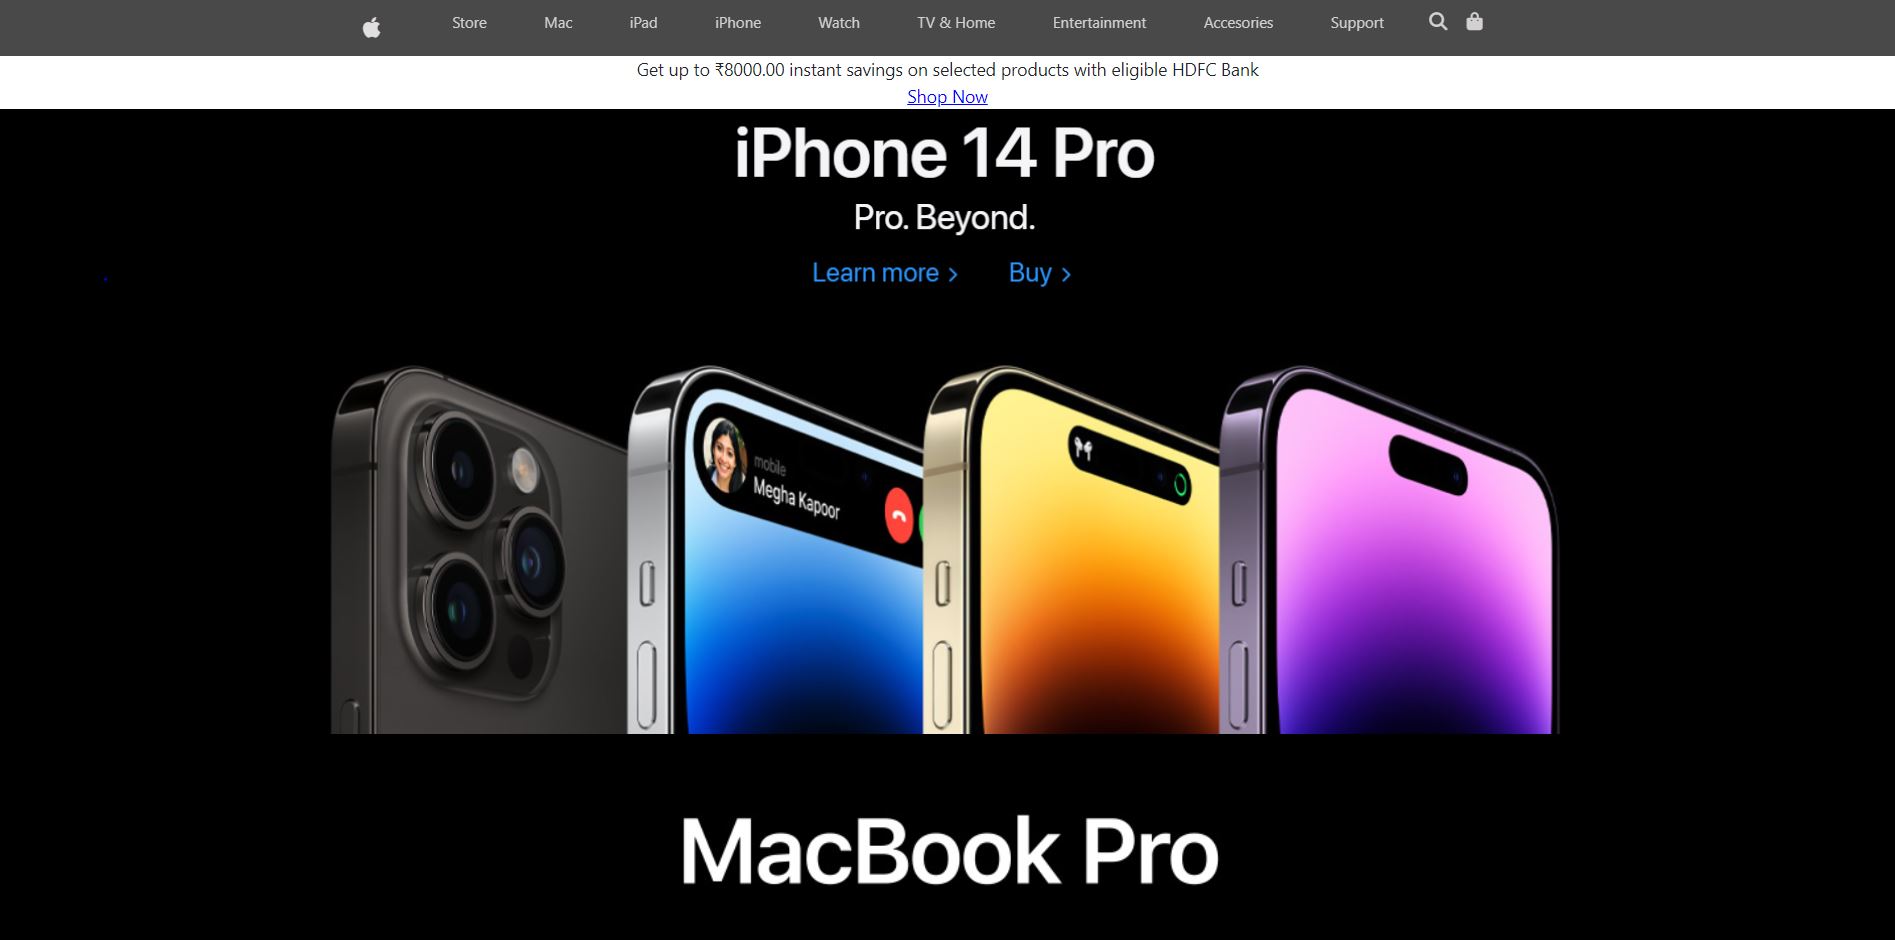 Store Mac iPad iPhone Watch TV & Home Entertainment Accesories Support
Get up to ₹8000.00 instant savings on selected products with eligible HDFC Bank
Shop Now
iPhone 14 Pro
Pro. Beyond.
Learn more > Buy >
mobile
Megha Kapoor
MacBook Pro